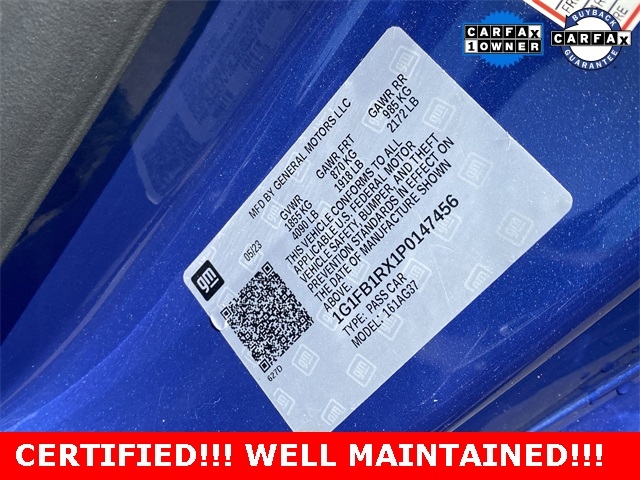 CARFAX
1 OWNER
BUYBACK
CARFAX
GUARANTEE
gm
05/23
MFD BY GENERAL MOTORS LLC
GVWR GAWR FRT GAWR RR
1855 KG 870 KG 985 KG
4090 LB 1918 LB 2172 LB
THIS VEHICLE CONFORMS TO ALL
APPLICABLE U.S. FEDERAL MOTOR
VEHICLE SAFETY, BUMPER, AND THEFT
PREVENTION STANDARDS IN EFFECT ON
THE DATE OF MANUFACTURE SHOWN
1G1FB1RX1P0147456
TYPE: PASS CAR
MODEL: 161AG37
627D
CERTIFIED!!! WELL MAINTAINED!!!